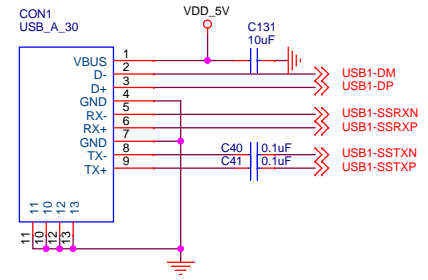 CON1
USB_A_30
VDD_5V
C131
10uF
VBUS 1
D- 2 USB1-DM
D+ 3 USB1-DP
GND 4
RX- 5 USB1-SSRXN
RX+ 6 USB1-SSRXP
GND 7
TX- 8 C40 0.1uF USB1-SSTXN
TX+ 9 C41 0.1uF USB1-SSTXP
11 10 12 13
11 10 12 13